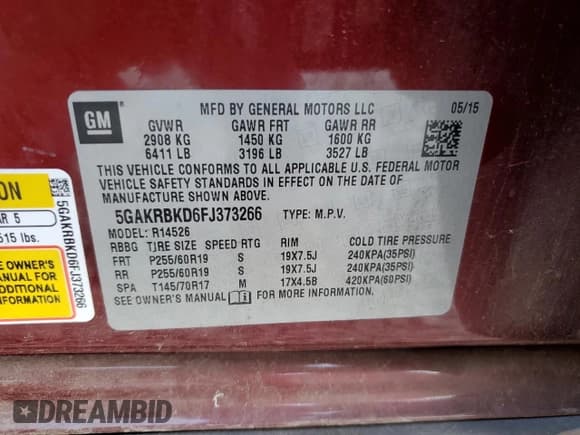 GM
MFD BY GENERAL MOTORS LLC 05/15
GVWR GAWR FRT GAWR RR
2908 KG 1450 KG 1600 KG
6411 LB 3196 LB 3527 LB
THIS VEHICLE CONFORMS TO ALL APPLICABLE U.S. FEDERAL MOTOR
VEHICLE SAFETY STANDARDS IN EFFECT ON THE DATE OF
MANUFACTURE SHOWN ABOVE.
5GAKRBKD6FJ373266 TYPE: M.P.V.
MODEL: R14526
RBBG TIRE SIZE SPEED RTG RIM COLD TIRE PRESSURE
FRT P255/60R19 S 19X7.5J 240KPA(35PSI)
RR P255/60R19 S 19X7.5J 240KPA(35PSI)
SPA T145/70R17 M 17X4.5B 420KPA(60PSI)
SEE OWNER'S MANUAL i FOR MORE INFORMATION.
ON
AR 5
515 lbs.
E OWNER'S
MANUAL FOR
ADDITIONAL
FORMATION
5GAKRBKD6FJ373266
DREAMBID